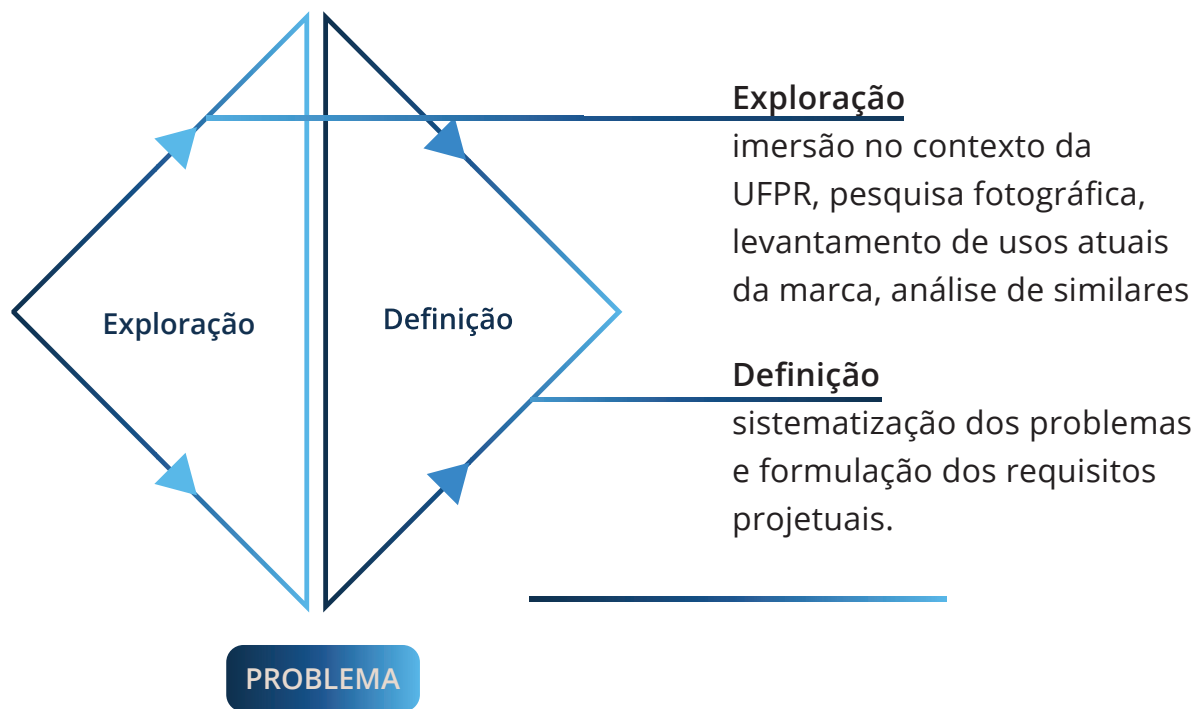 Exploração
imersão no contexto da
UFPR, pesquisa fotográfica,
levantamento de usos atuais
da marca, análise de similares
Definição
sistematização dos problemas
e formulação dos requisitos
projetuais.
Exploração
Definição
PROBLEMA